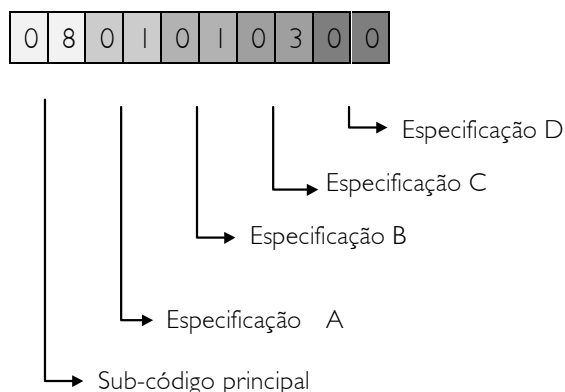 0 8 0 1 0 1 0 3 0 0
Especificação D
Especificação C
Especificação B
Especificação A
Sub-código principal